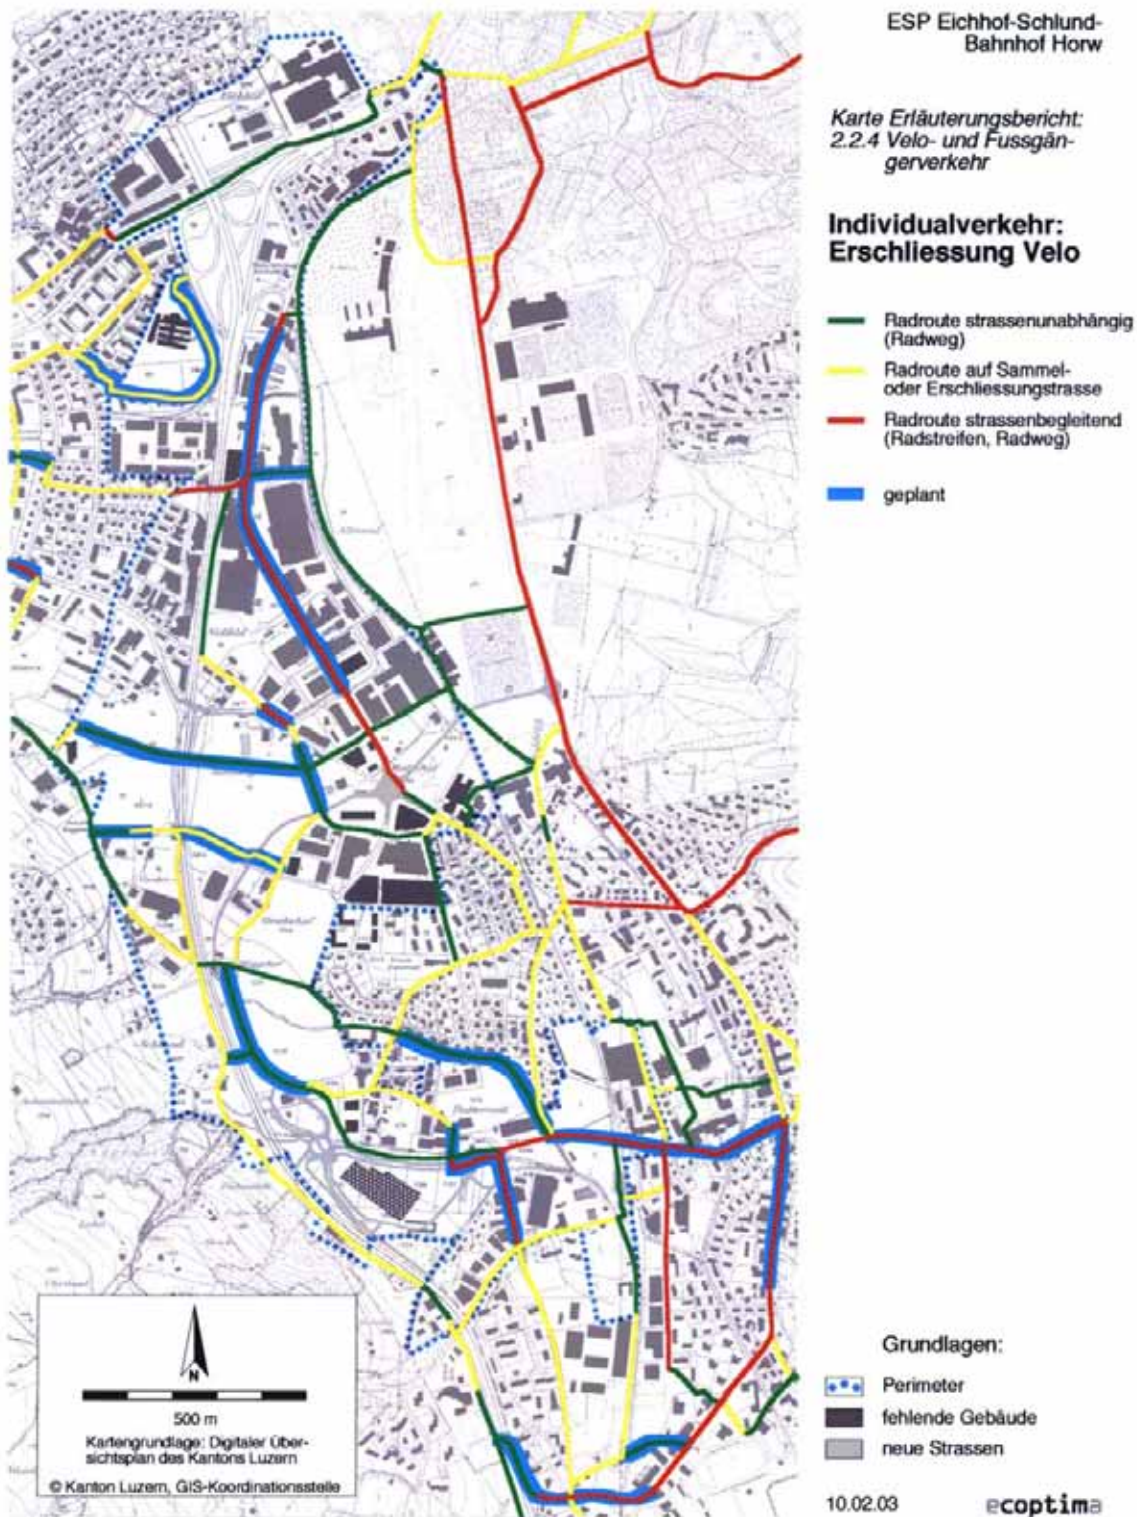 ESP Eichhof-Schlund-
Bahnhof Horw
Karte Erläuterungsbericht:
2.2.4 Velo- und Fussgän-
gerverkehr
Individualverkehr:
Erschliessung Velo
Radroute strassenunabhängig
(Radweg)
Radroute auf Sammel-
oder Erschliessungstrasse
Radroute strassenbegleitend
(Radstreifen, Radweg)
geplant
N
500 m
Kartengrundlage: Digitaler Über-
sichtsplan des Kantons Luzern
© Kanton Luzern, GIS-Koordinationsstelle
Grundlagen:
Perimeter
fehlende Gebäude
neue Strassen
10.02.03
ecoptima